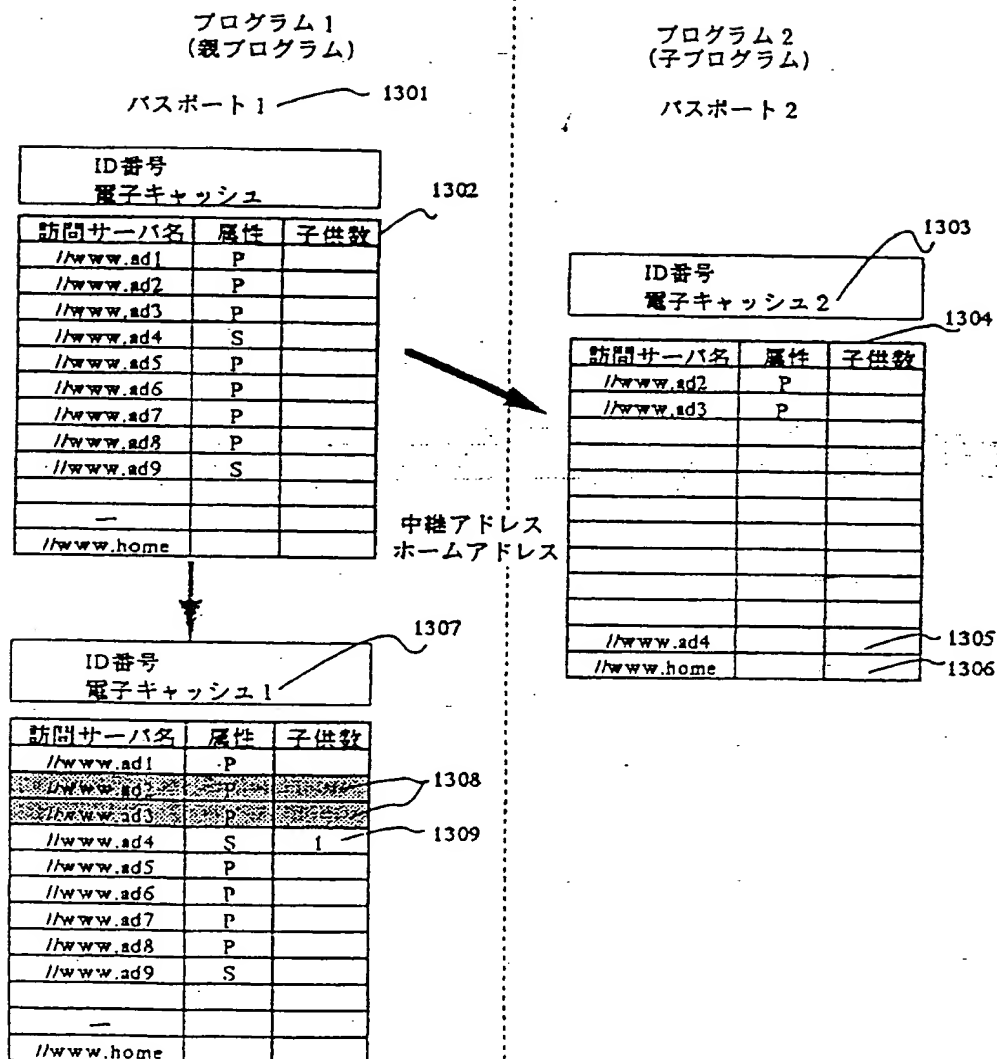 プログラム1
(親プログラム)
パスポート1
1301
ID番号
電子キャッシュ
1302
訪問サーバ名 属性 子供数
//www.ad1 P
//www.ad2 P
//www.ad3 P
//www.ad4 S
//www.ad5 P
//www.ad6 P
//www.ad7 P
//www.ad8 P
//www.ad9 S
—
//www.home
プログラム2
(子プログラム)
パスポート2
1303
ID番号
電子キャッシュ2
1304
訪問サーバ名 属性 子供数
//www.ad2 P
//www.ad3 P
中継アドレス
ホームアドレス
//www.ad4
1305
//www.home
1306
1307
ID番号
電子キャッシュ1
訪問サーバ名 属性 子供数
//www.ad1 P
//www.ad2 P
1308
//www.ad3 P
//www.ad4 S 1
1309
//www.ad5 P
//www.ad6 P
//www.ad7 P
//www.ad8 P
//www.ad9 S
—
//www.home